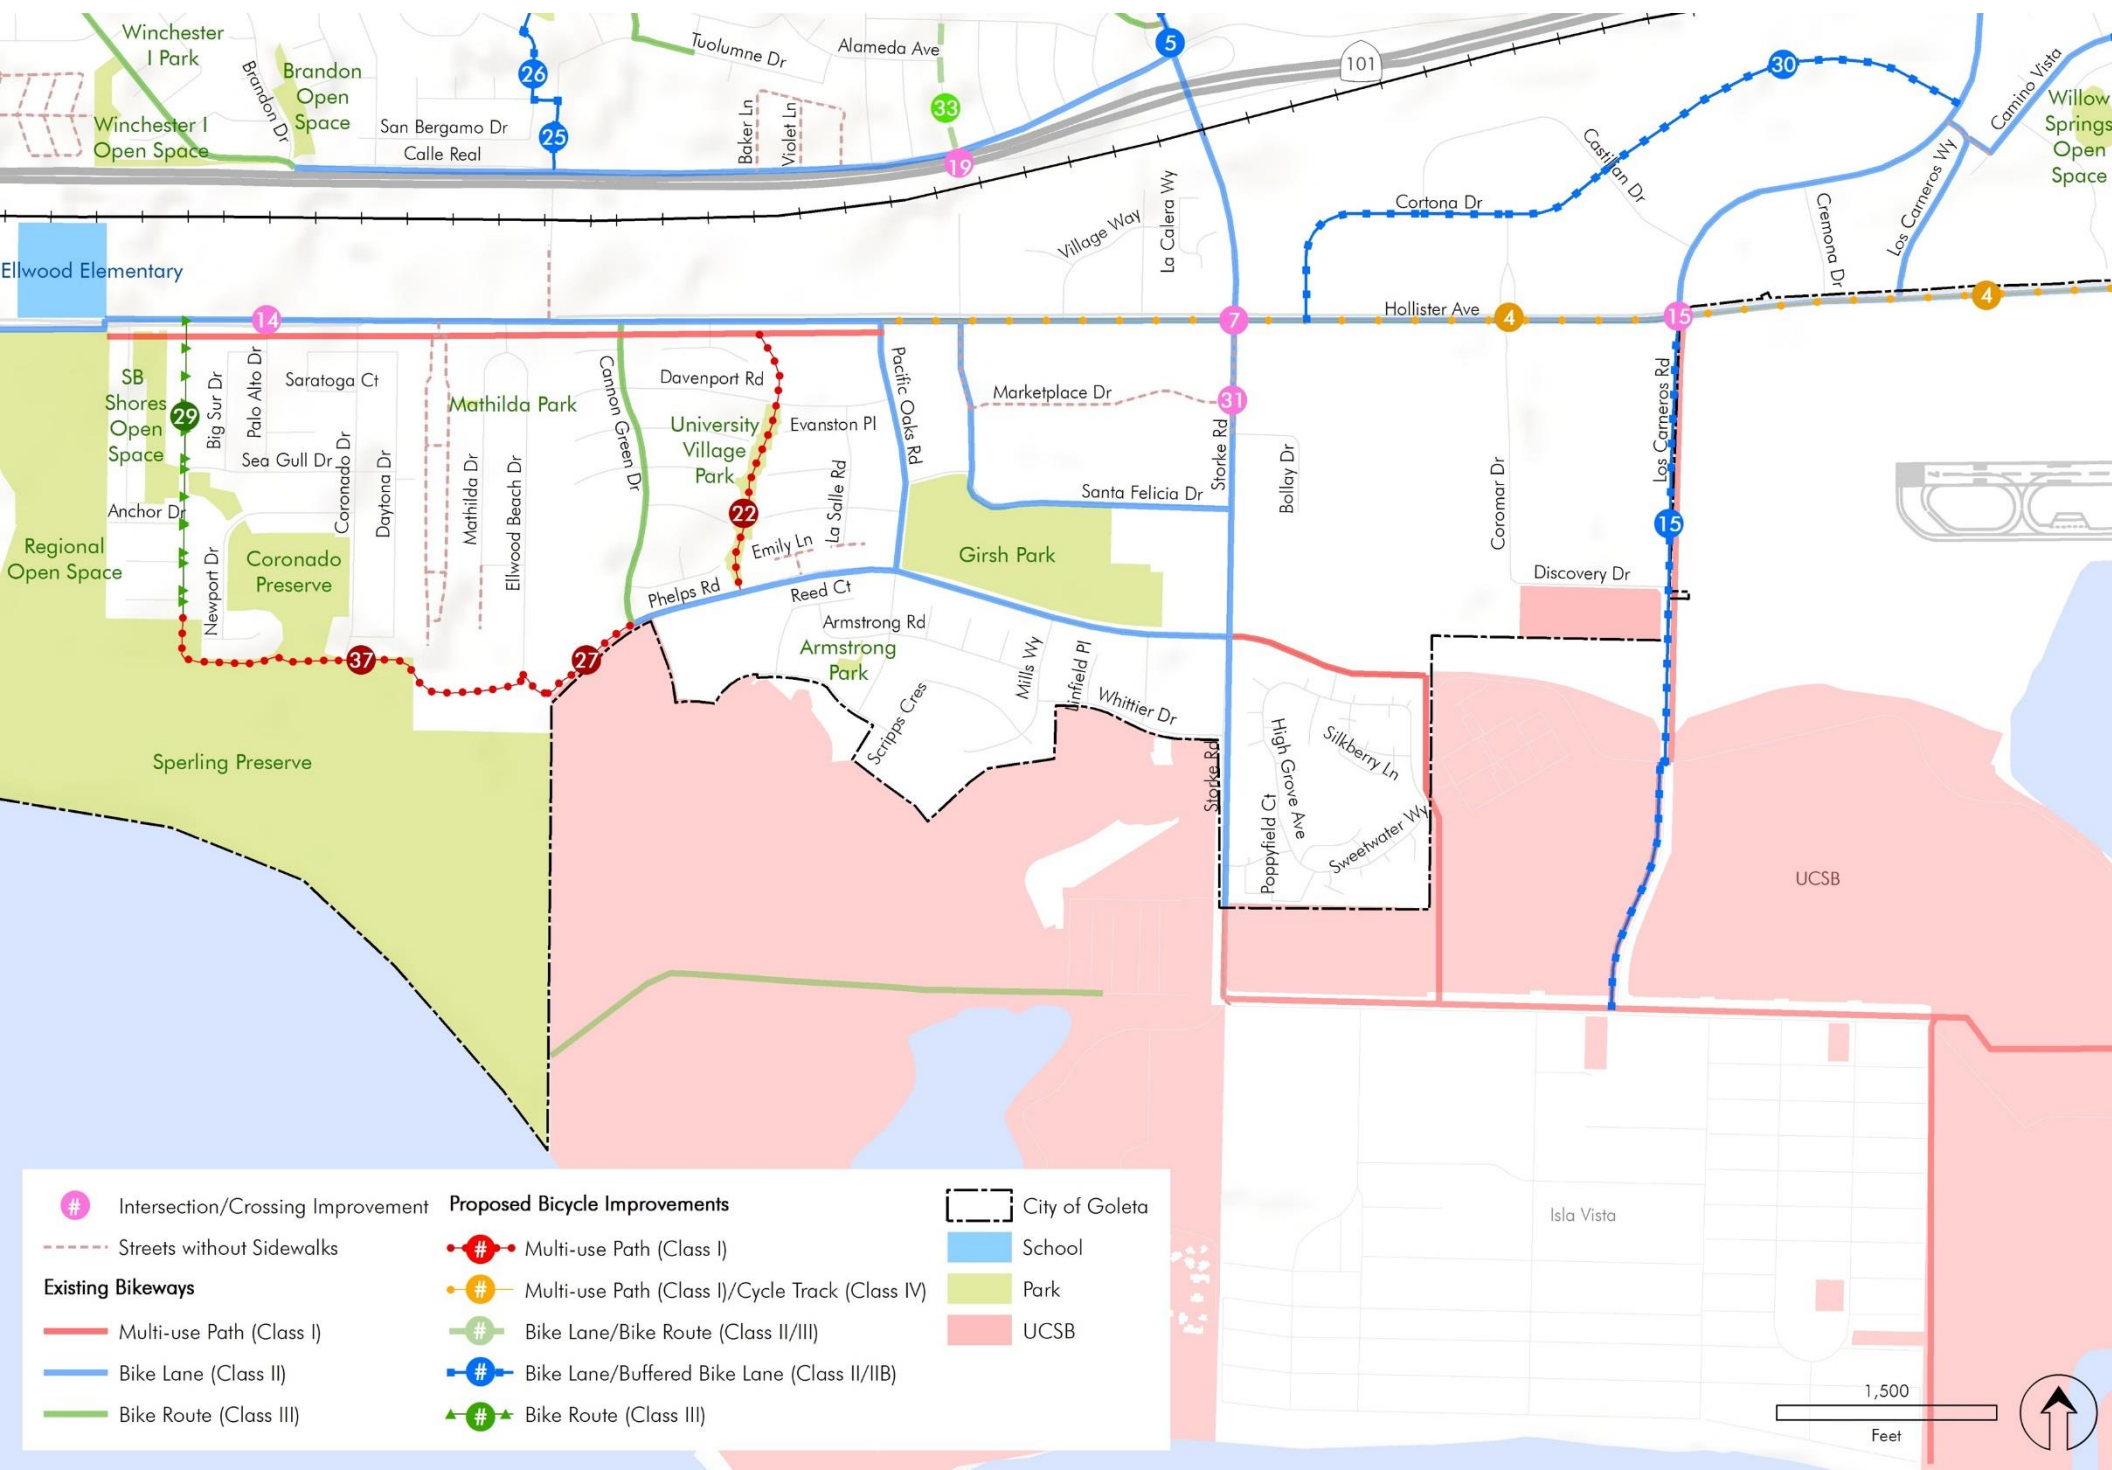 Winchester
I Park
Brandon Dr
Brandon
Open
Space
Winchester I
Open Space
26
25
San Bergamo Dr
Calle Real
Tuolumne Dr
Alameda Ave
33
Baker Ln
Violet Ln
19
5
101
30
Camino Vista
Willow
Springs
Open
Space
Castilian Dr
Cortona Dr
Cremona Dr
Los Carneros Wy
Village Way
La Calera Wy
Ellwood Elementary
14
7
Hollister Ave
4
15
4
SB
Shores
Open
Space
29
Big Sur Dr
Palo Alto Dr
Saratoga Ct
Sea Gull Dr
Coronado Dr
Daytona Dr
Mathilda Park
Mathilda Dr
Ellwood Beach Dr
Cannon Green Dr
Davenport Rd
University
Village
Park
Evanston Pl
22
La Salle Rd
Emily Ln
Pacific Oaks Rd
Marketplace Dr
31
Storke Rd
Santa Felicia Dr
Bollay Dr
Coromar Dr
Los Carneros Rd
15
Discovery Dr
Anchor Dr
Regional
Open Space
Newport Dr
Coronado
Preserve
Girsh Park
Phelps Rd
Reed Ct
Armstrong Rd
Armstrong
Park
37
27
Scripps Cres
Mills Wy
Linfield Pl
Whittier Dr
Storke Rd
High Grove Ave
Silkberry Ln
Poppyfield Ct
Sweetwater Wy
Sperling Preserve
UCSB
Isla Vista
# Intersection/Crossing Improvement
Streets without Sidewalks
Existing Bikeways
Multi-use Path (Class I)
Bike Lane (Class II)
Bike Route (Class III)
Proposed Bicycle Improvements
# Multi-use Path (Class I)
# Multi-use Path (Class I)/Cycle Track (Class IV)
# Bike Lane/Bike Route (Class II/III)
# Bike Lane/Buffered Bike Lane (Class II/IIB)
# Bike Route (Class III)
City of Goleta
School
Park
UCSB
1,500
Feet